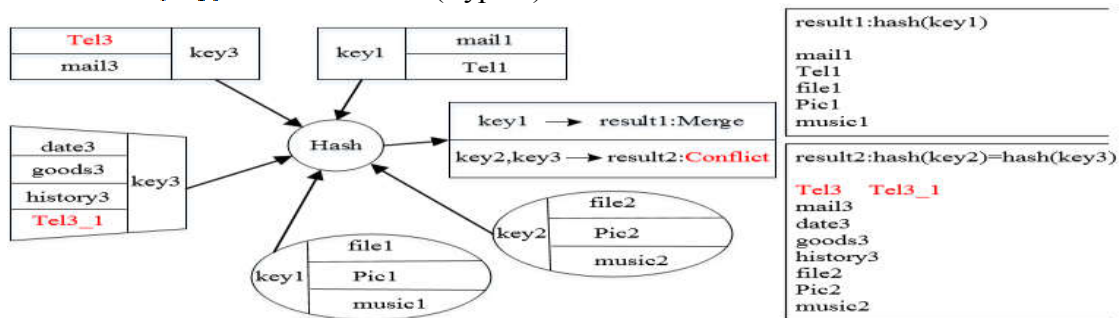 Tel3
mail3
key3
key1
mail1
Tel1
result1:hash(key1)
mail1
Tel1
file1
Pic1
music1
Hash
key1 → result1:Merge
key2,key3 → result2:Conflict
date3
goods3
history3
Tel3_1
key3
key1
file1
Pic1
music1
key2
file2
Pic2
music2
result2:hash(key2)=hash(key3)
Tel3 Tel3_1
mail3
date3
goods3
history3
file2
Pic2
music2